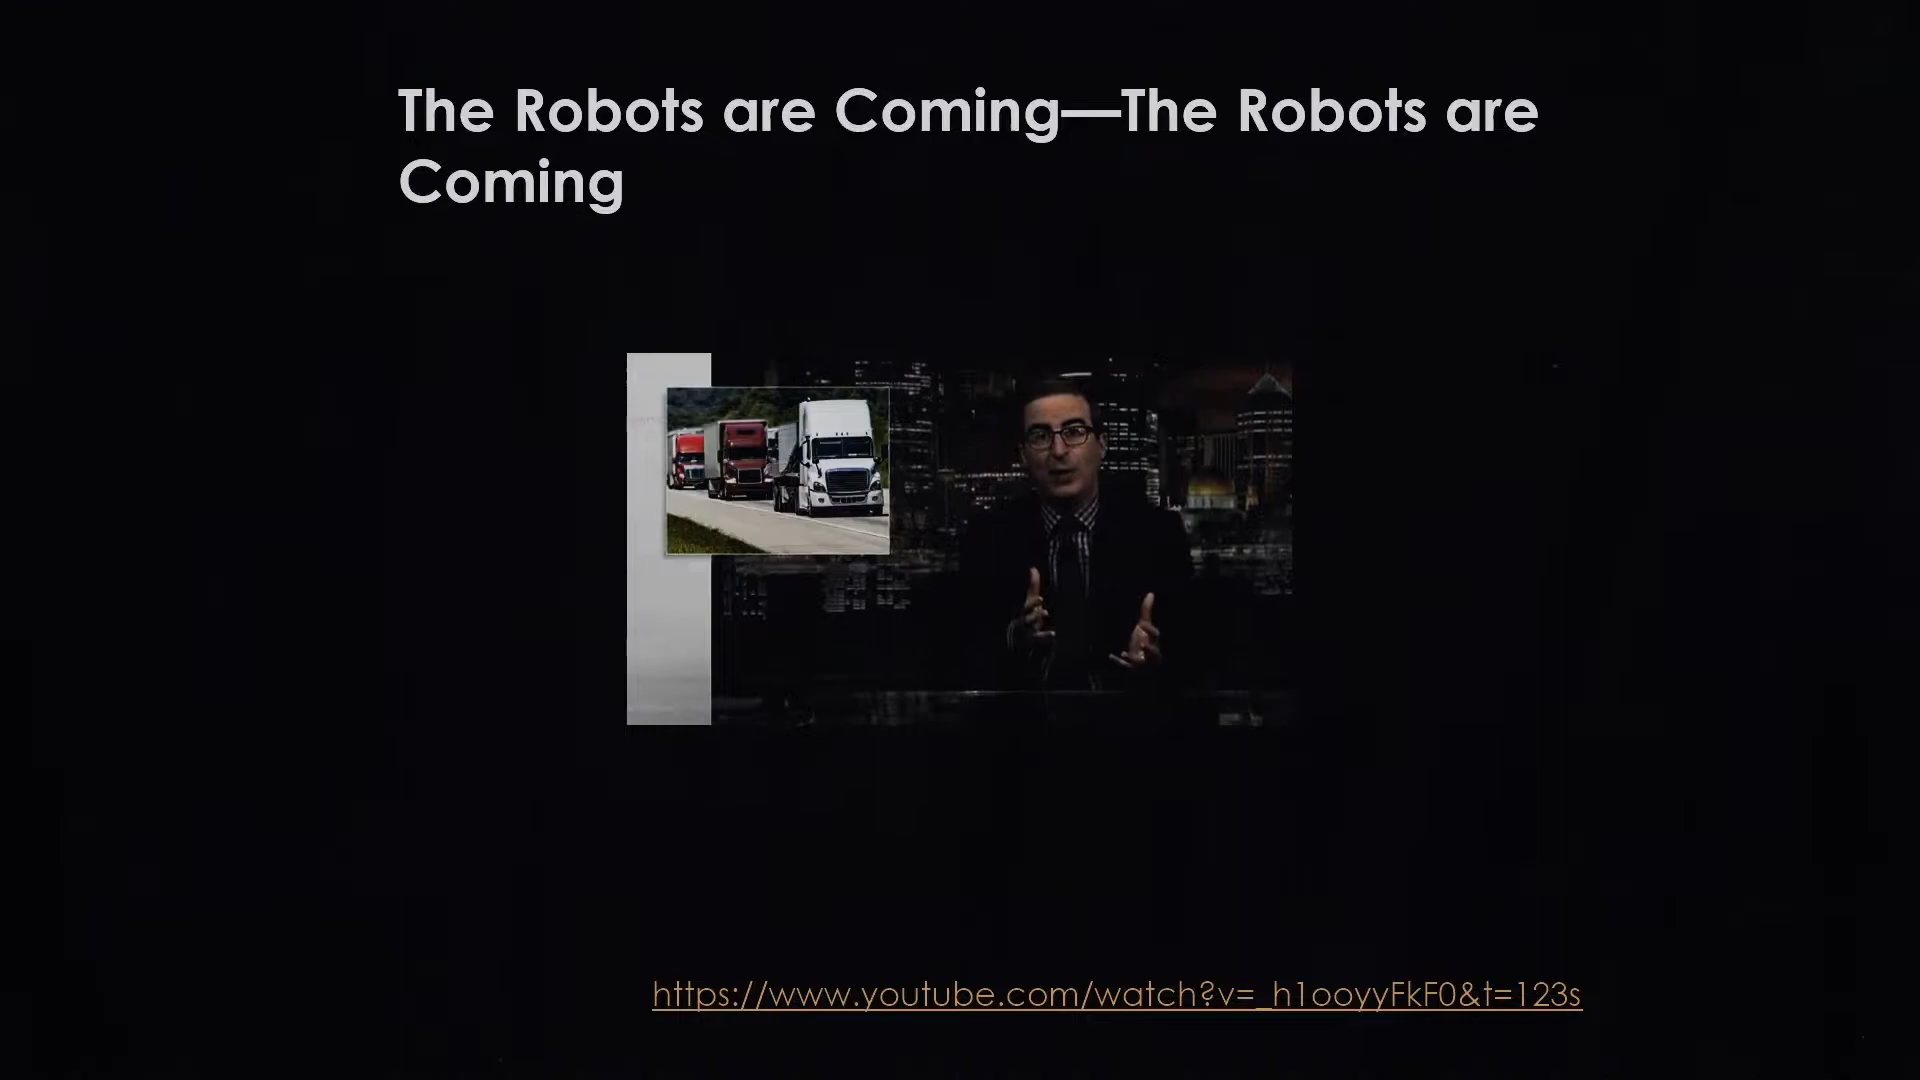 The Robots are Coming—The Robots are
Coming
https://www.youtube.com/watch?v=_h1ooyyFkF0&t=123s